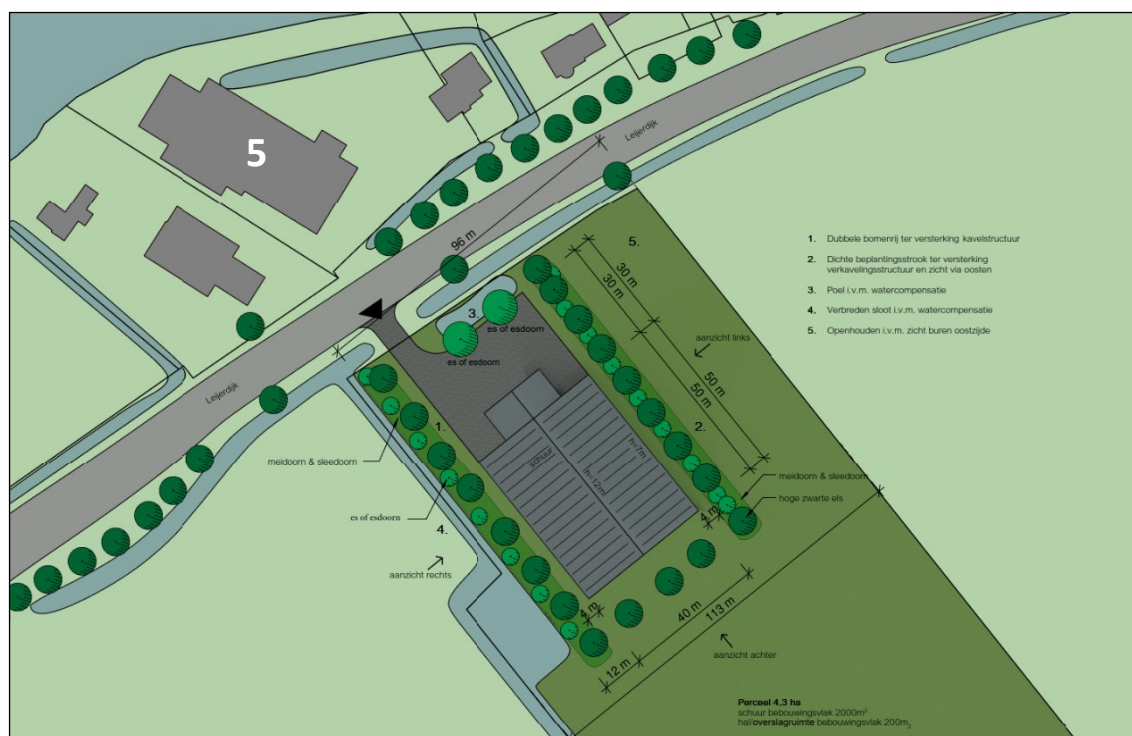 5
Leijerdijk
96 m
Leijerdijk
5.
30 m
30 m
3.
es of esdoorn
es of esdoorn
aanzicht links
50 m
50 m
1.
2.
schuur
h=12m
h=7m
meidoorn & sleedoorn
es of esdoorn
4.
aanzicht rechts
meidoorn & sleedoorn
hoge zwarte els
4 m
4 m
40 m
113 m
12 m
aanzicht achter
1. Dubbele bomenrij ter versterking kavelstructuur
2. Dichte beplantingsstrook ter versterking
verkavelingsstructuur en zicht via oosten
3. Poel i.v.m. watercompensatie
4. Verbreden sloot i.v.m. watercompensatie
5. Openhouden i.v.m. zicht buren oostzijde
Perceel 4,3 ha
schuur bebouwingsvlak 2000m²
hal/overslagruimte bebouwingsvlak 200m₂